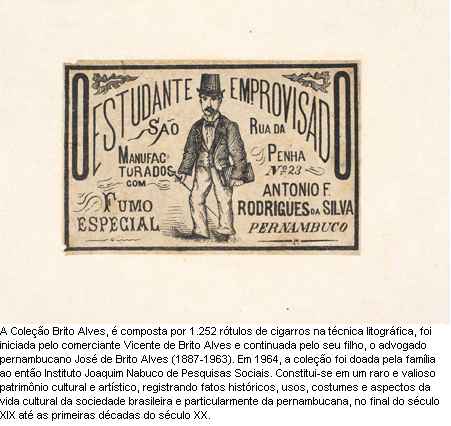 O ESTUDANTE EMPROVISADO
SÃO
MANUFAC-
TURADOS
COM
FUMO
ESPECIAL
RUA DA
PENHA
Nº 23
ANTONIO F.
RODRIGUES DA SILVA
PERNAMBUCO
A Coleção Brito Alves, é composta por 1.252 rótulos de cigarros na técnica litográfica, foi
iniciada pelo comerciante Vicente de Brito Alves e continuada pelo seu filho, o advogado
pernambucano José de Brito Alves (1887-1963). Em 1964, a coleção foi doada pela família
ao então Instituto Joaquim Nabuco de Pesquisas Sociais. Constitui-se em um raro e valioso
patrimônio cultural e artístico, registrando fatos históricos, usos, costumes e aspectos da
vida cultural da sociedade brasileira e particularmente da pernambucana, no final do século
XIX até as primeiras décadas do século XX.